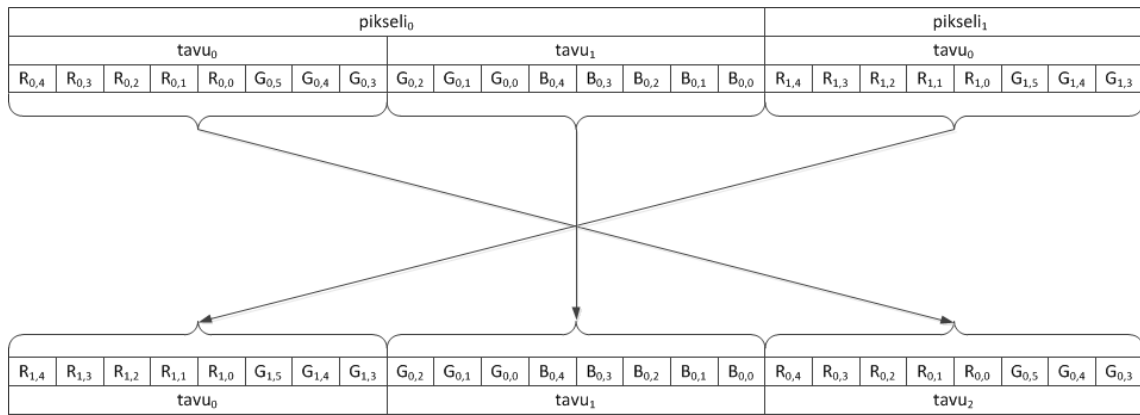 pikseli₀ pikseli₁
tavu₀ tavu₁ tavu₀
R₀,₄ R₀,₃ R₀,₂ R₀,₁ R₀,₀ G₀,₅ G₀,₄ G₀,₃ G₀,₂ G₀,₁ G₀,₀ B₀,₄ B₀,₃ B₀,₂ B₀,₁ B₀,₀ R₁,₄ R₁,₃ R₁,₂ R₁,₁ R₁,₀ G₁,₅ G₁,₄ G₁,₃
R₁,₄ R₁,₃ R₁,₂ R₁,₁ R₁,₀ G₁,₅ G₁,₄ G₁,₃ G₀,₂ G₀,₁ G₀,₀ B₀,₄ B₀,₃ B₀,₂ B₀,₁ B₀,₀ R₀,₄ R₀,₃ R₀,₂ R₀,₁ R₀,₀ G₀,₅ G₀,₄ G₀,₃
tavu₀ tavu₁ tavu₂